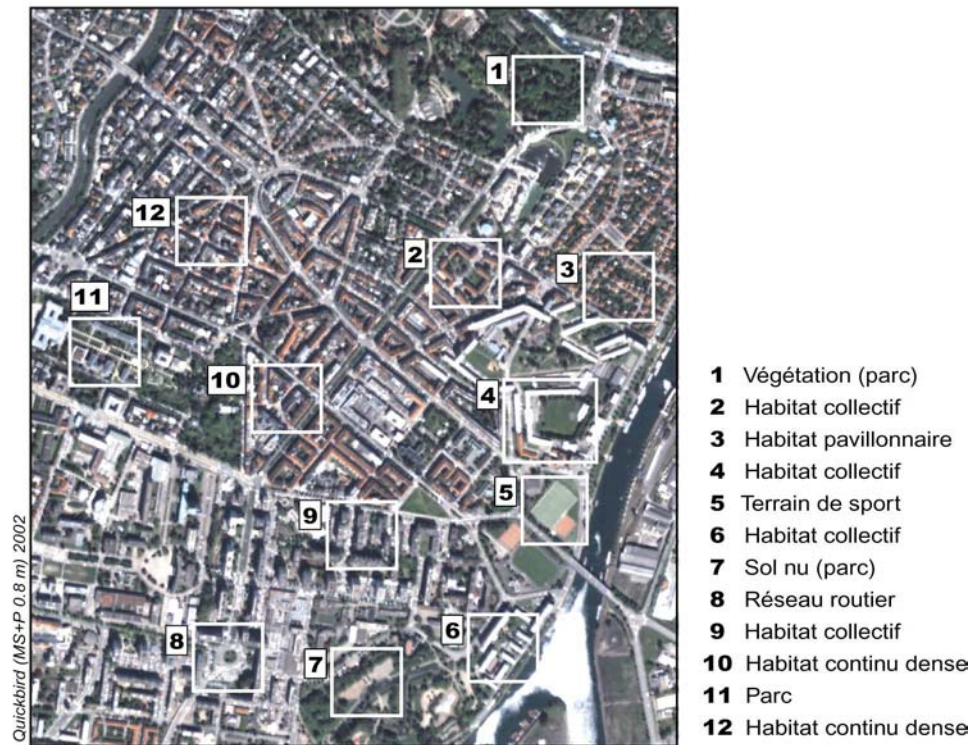 1
12
2
3
11
10
4
5
9
6
8
7
Quickbird (MS+P 0.8 m) 2002
1 Végétation (parc)
2 Habitat collectif
3 Habitat pavillonnaire
4 Habitat collectif
5 Terrain de sport
6 Habitat collectif
7 Sol nu (parc)
8 Réseau routier
9 Habitat collectif
10 Habitat continu dense
11 Parc
12 Habitat continu dense